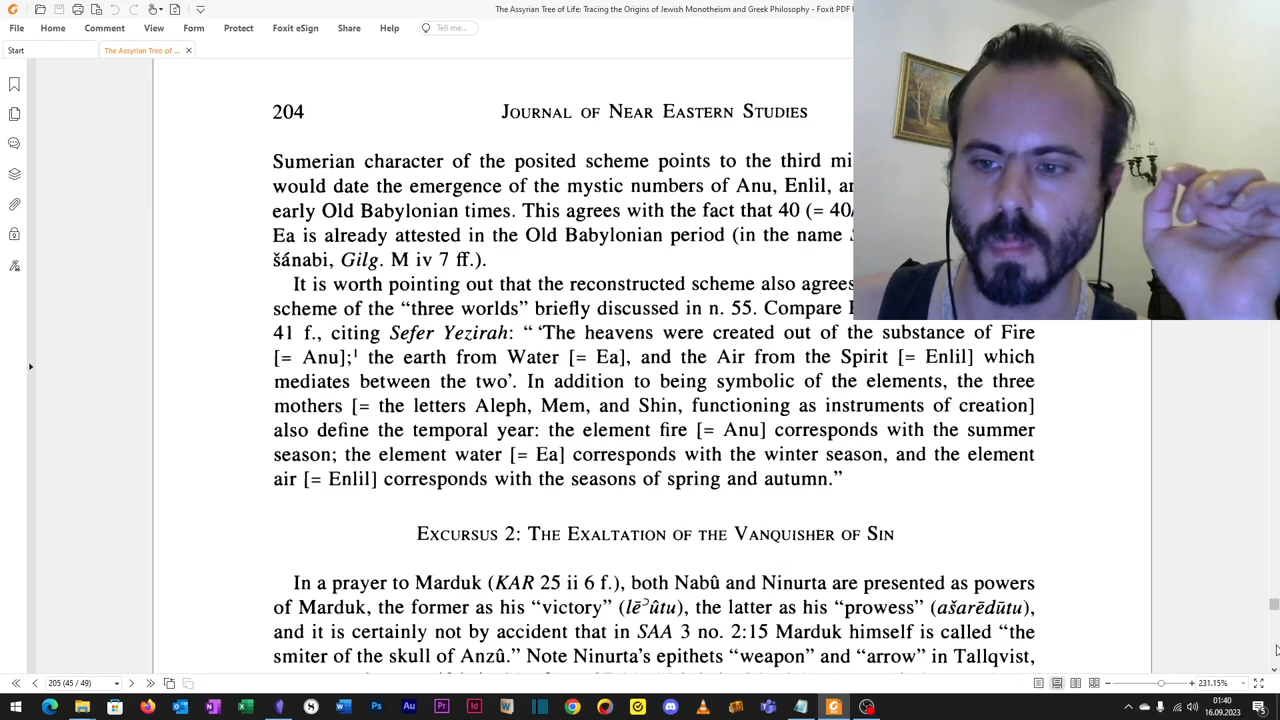 The Assyrian Tree of Life: Tracing the Origins of Jewish Monotheism and Greek Philosophy - Foxit PDF
File Home Comment View Form Protect Foxit eSign Share Help Tell me...
Start The Assyrian Tree of ...
204 JOURNAL OF NEAR EASTERN STUDIES
Sumerian character of the posited scheme points to the third
would date the emergence of the mystic numbers of Anu, Enlil,
early Old Babylonian times. This agrees with the fact that 40 (=
Ea is already attested in the Old Babylonian period (in the name
šánabi, Gilg. M iv 7 ff.).
It is worth pointing out that the reconstructed scheme also agrees
scheme of the “three worlds” briefly discussed in n. 55. Compare
41 f., citing Sefer Yezirah: “ ‘The heavens were created out of the substance of Fire
[= Anu];¹ the earth from Water [= Ea], and the Air from the Spirit [= Enlil] which
mediates between the two’. In addition to being symbolic of the elements, the three
mothers [= the letters Aleph, Mem, and Shin, functioning as instruments of creation]
also define the temporal year: the element fire [= Anu] corresponds with the summer
season; the element water [= Ea] corresponds with the winter season, and the element
air [= Enlil] corresponds with the seasons of spring and autumn.”
EXCURSUS 2: THE EXALTATION OF THE VANQUISHER OF SIN
In a prayer to Marduk (KAR 25 ii 6 f.), both Nabû and Ninurta are presented as powers
of Marduk, the former as his “victory” (lēʾûtu), the latter as his “prowess” (ašarēdūtu),
and it is certainly not by accident that in SAA 3 no. 2:15 Marduk himself is called “the
smiter of the skull of Anzû.” Note Ninurta’s epithets “weapon” and “arrow” in Tallqvist,
205 (45 / 49) 231.15%
01:40
16.09.2023